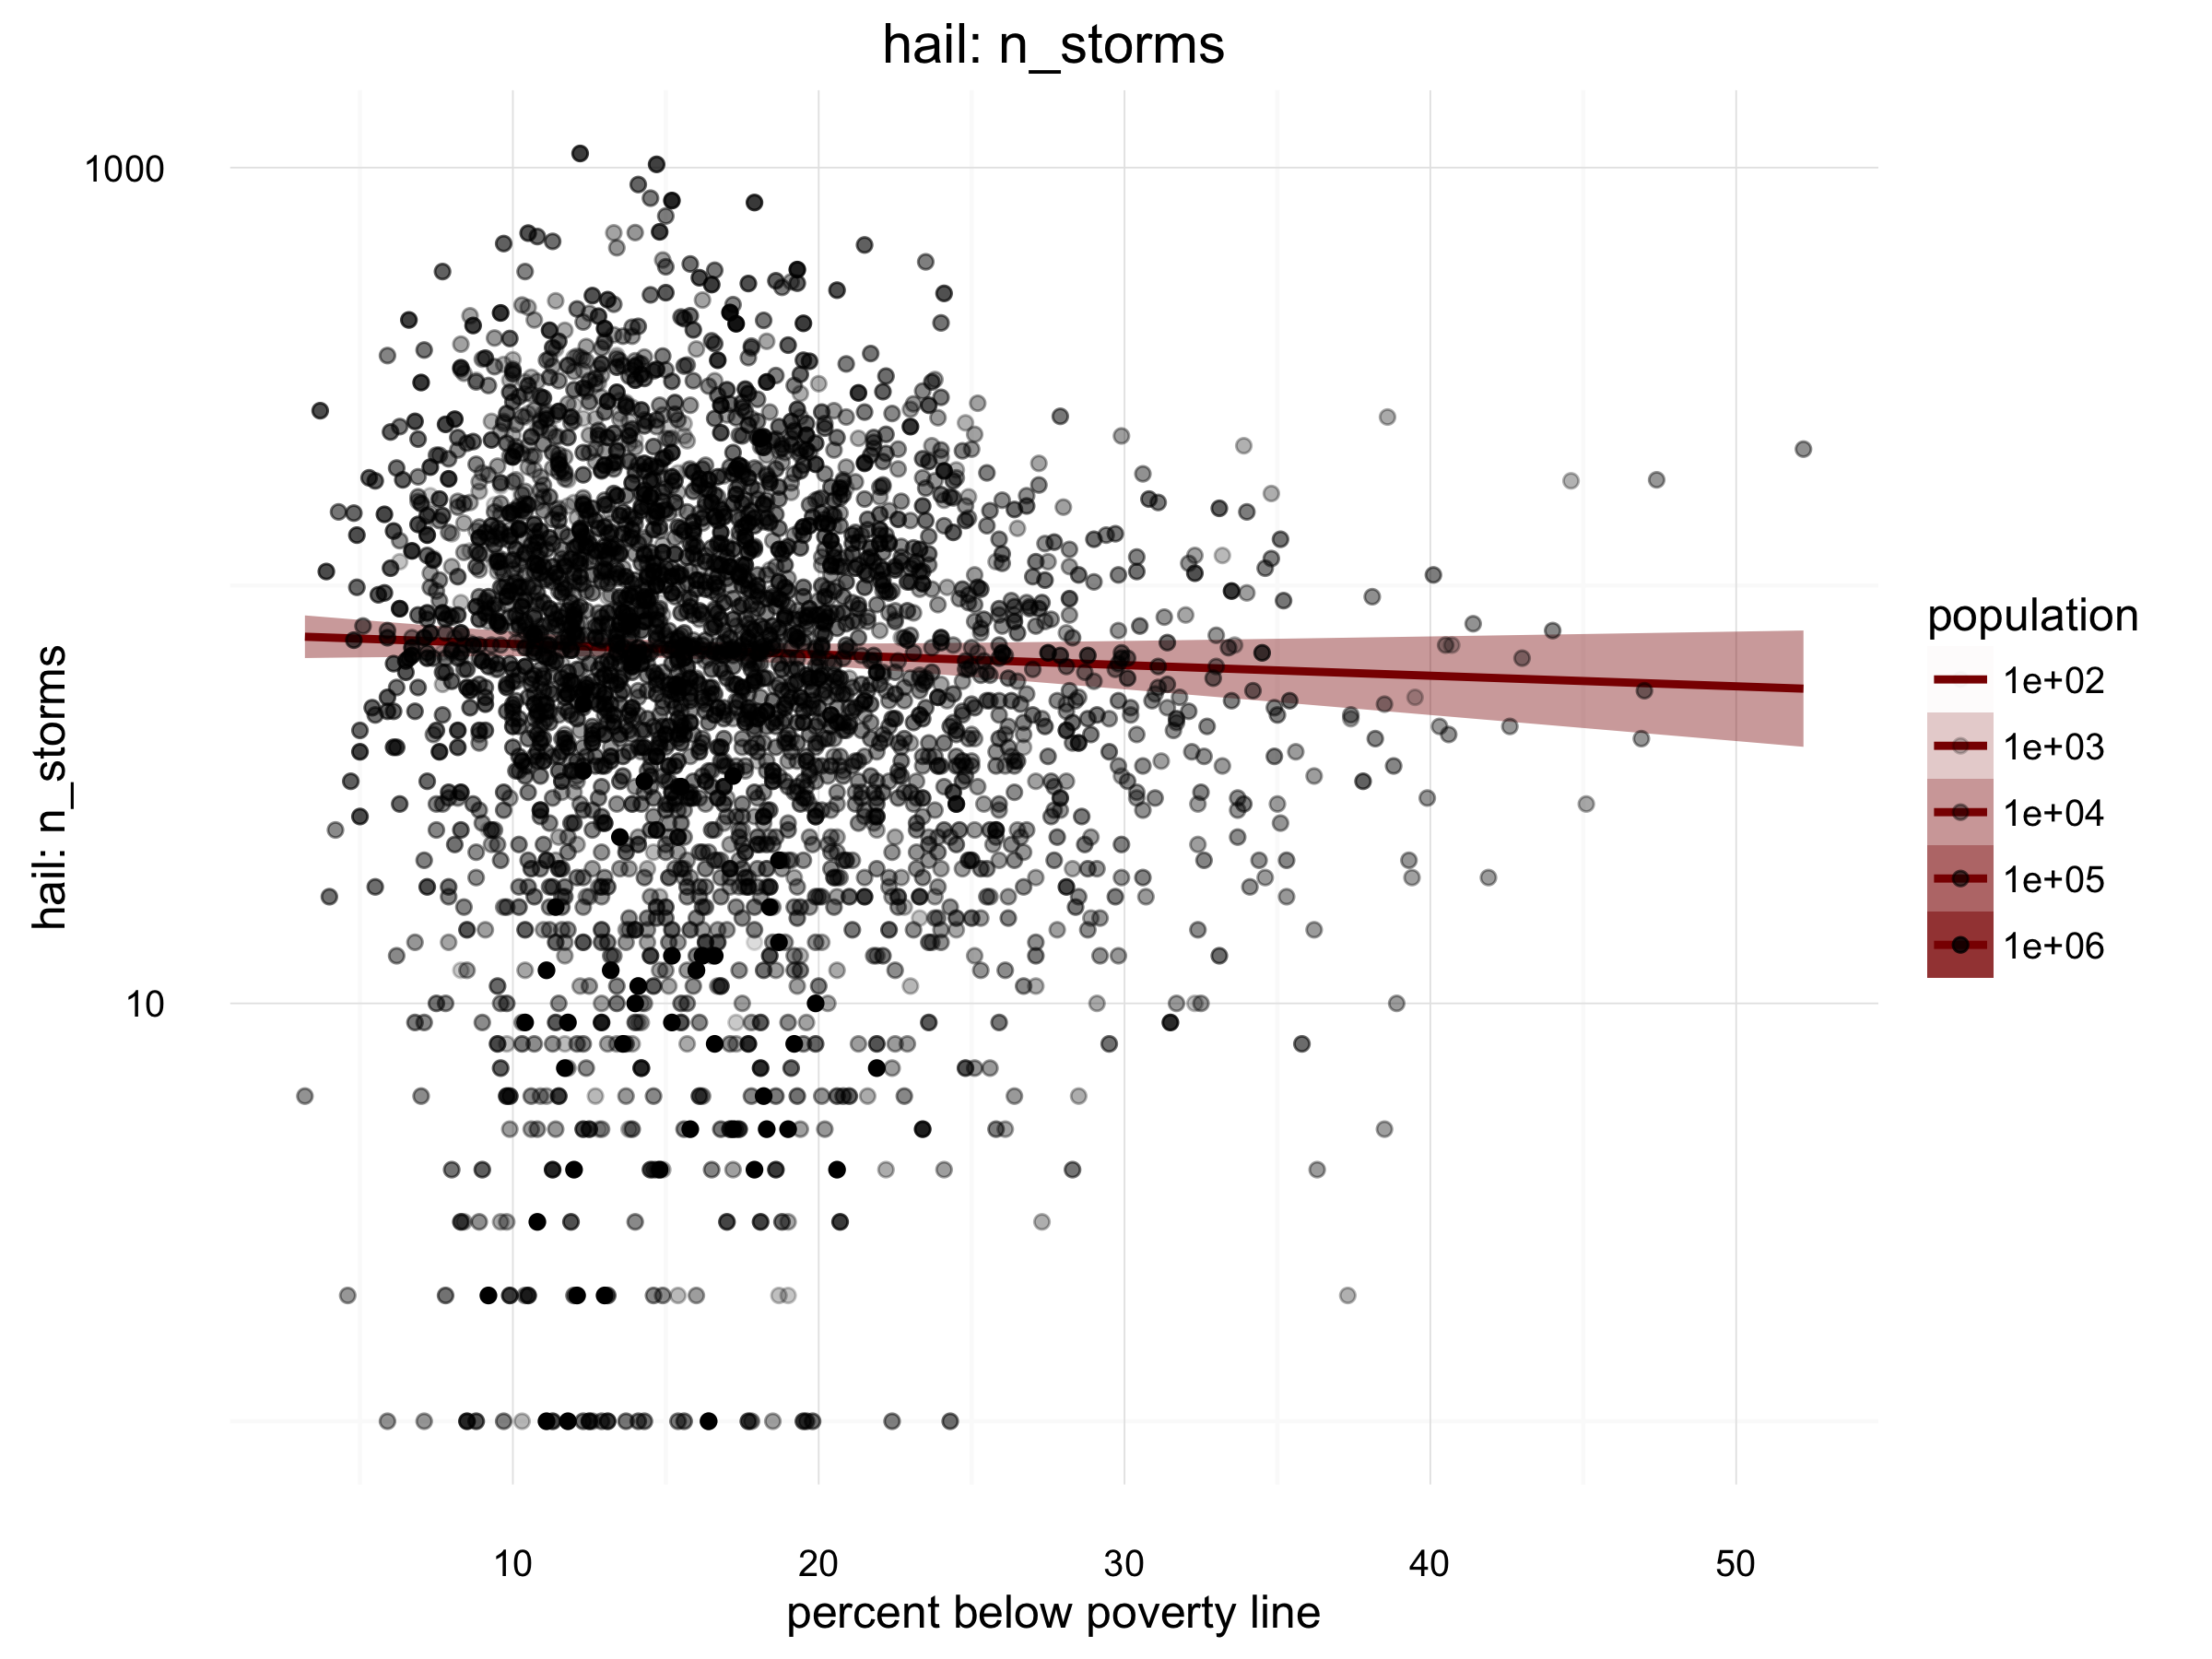 hail: n_storms
1000
10
hail: n_storms
10
20
30
40
50
percent below poverty line
population
1e+02
1e+03
1e+04
1e+05
1e+06